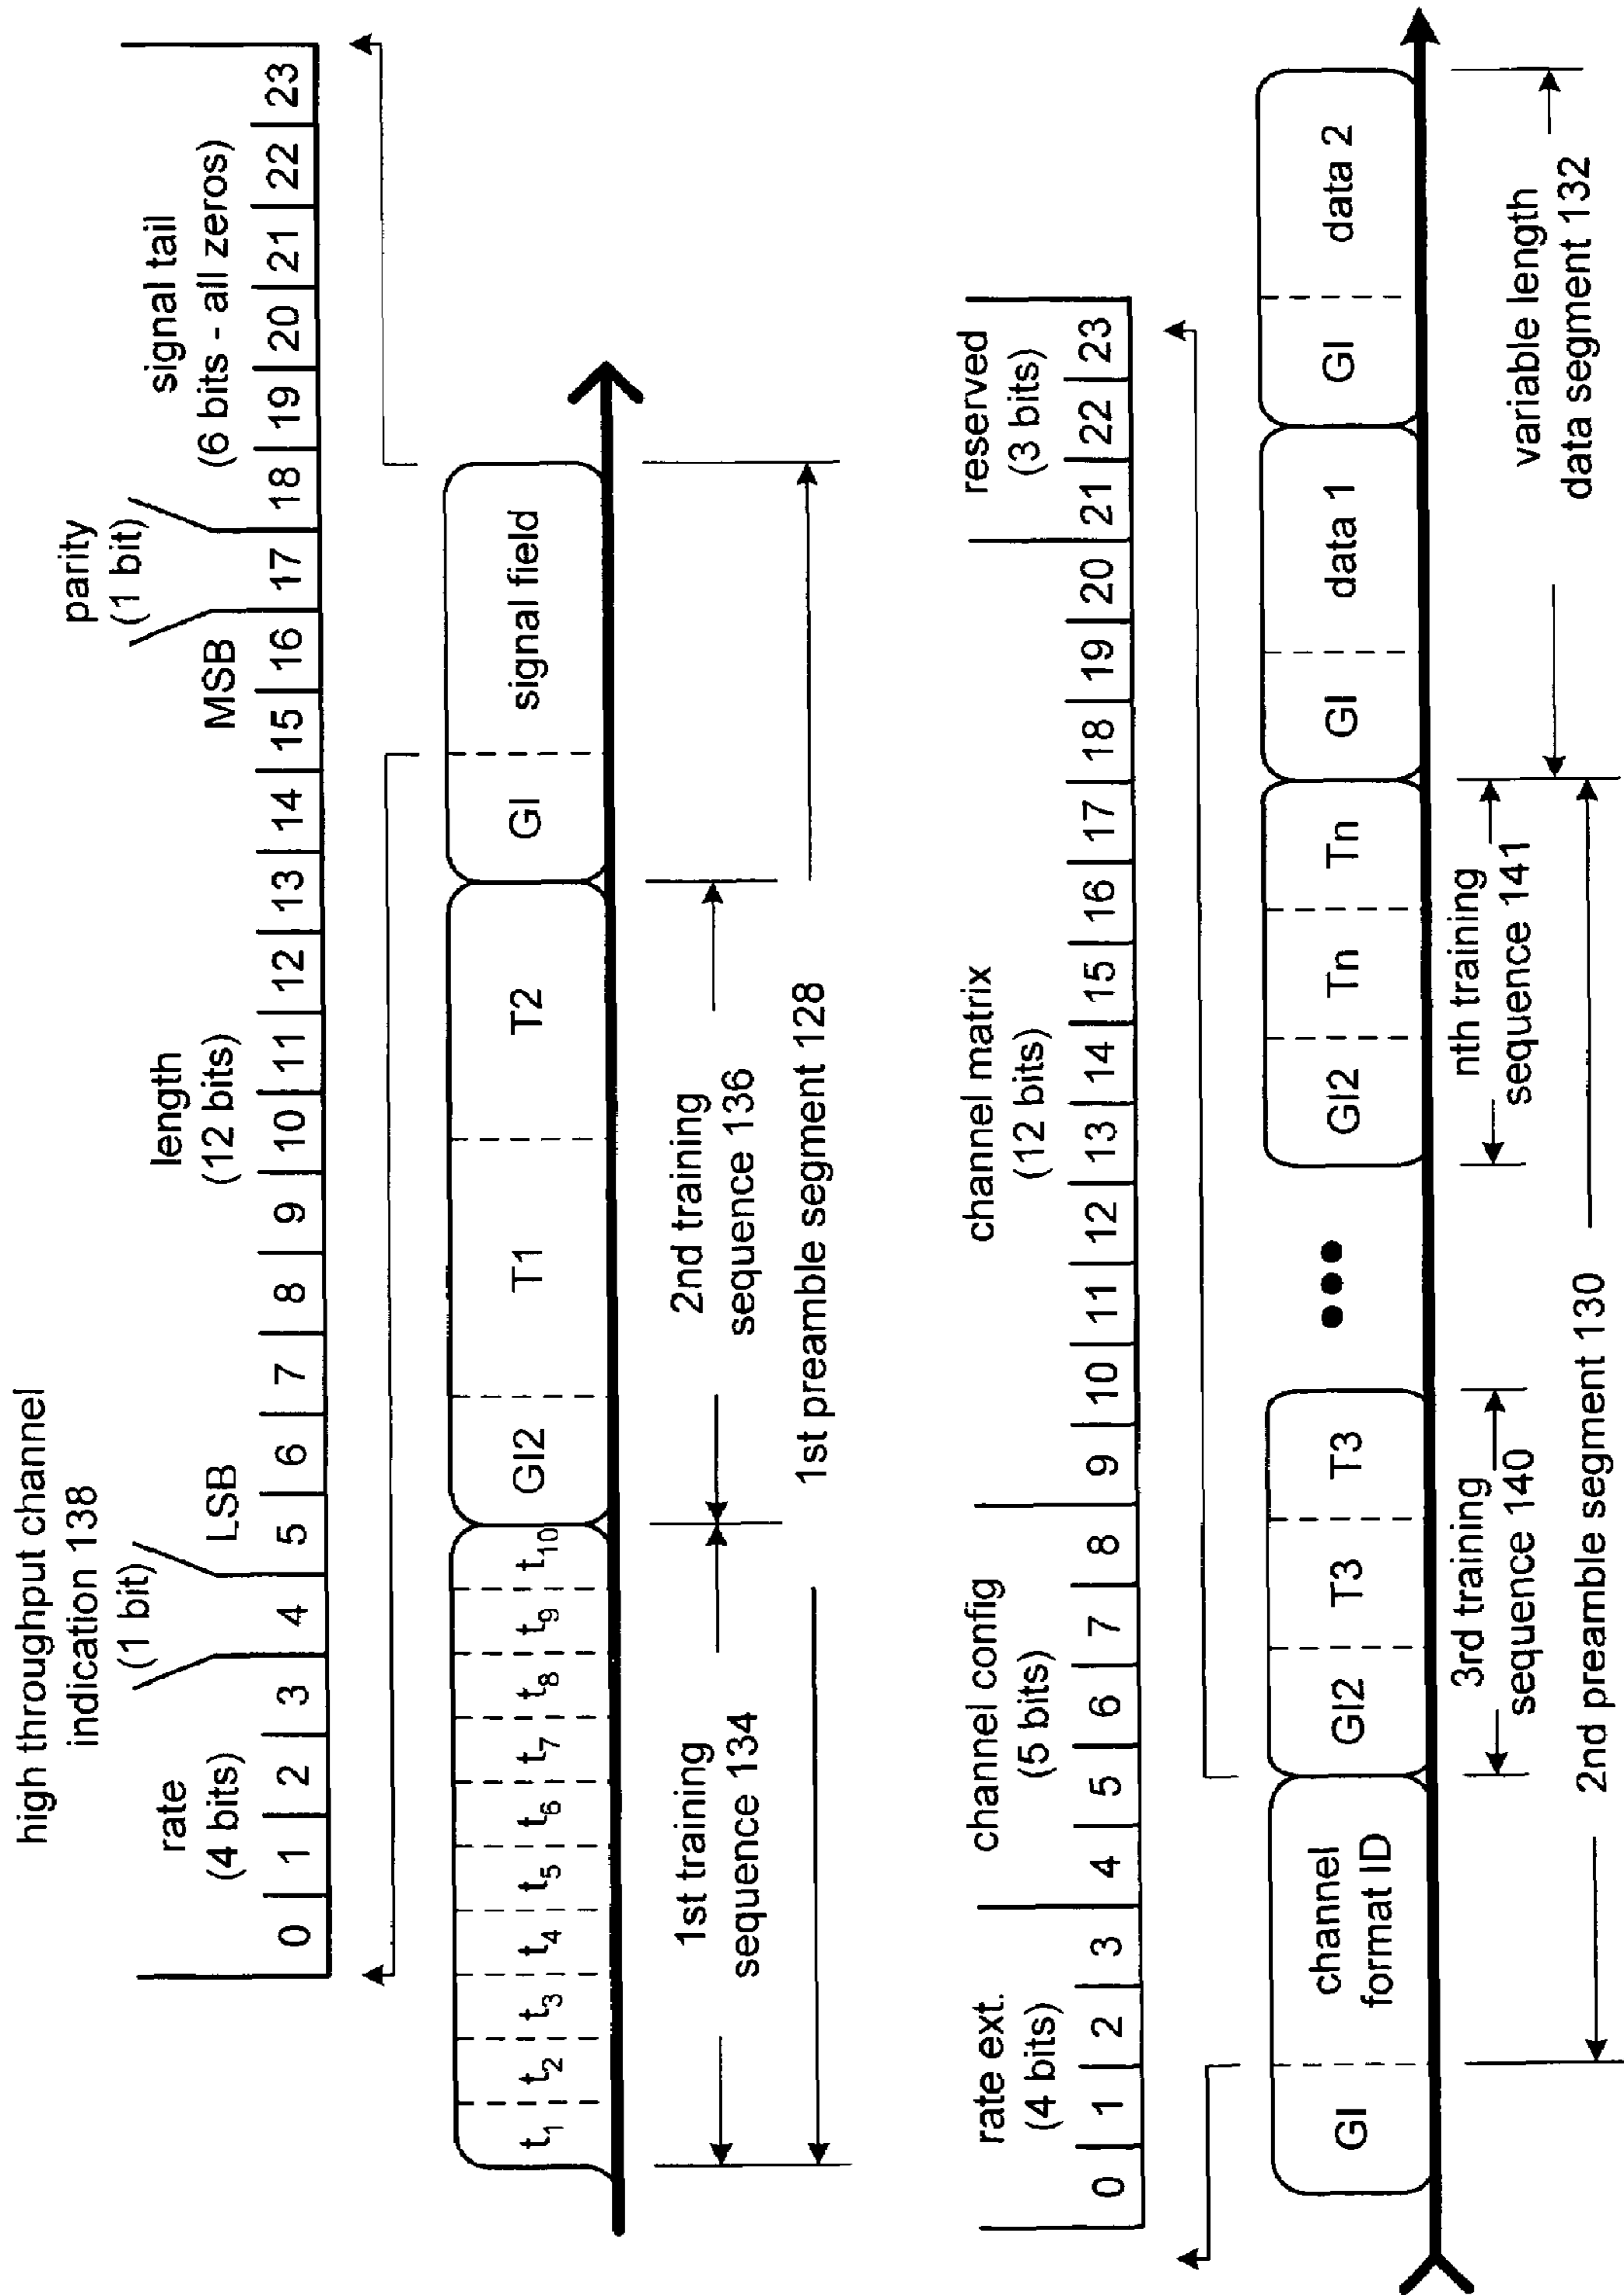 high throughput channel
indication 138
(1 bit)
rate
(4 bits)
LSB
length
(12 bits)
MSB
parity
(1 bit)
signal tail
(6 bits - all zeros)
0 1 2 3 4 5 6 7 8 9 10 11 12 13 14 15 16 17 18 19 20 21 22 23
t1 t2 t3 t4 t5 t6 t7 t8 t9 t10 GI2 T1 T2 GI signal field
1st training
sequence 134
2nd training
sequence 136
1st preamble segment 128
rate ext.
(4 bits)
channel config
(5 bits)
channel matrix
(12 bits)
reserved
(3 bits)
0 1 2 3 4 5 6 7 8 9 10 11 12 13 14 15 16 17 18 19 20 21 22 23
GI channel
format ID
GI2 T3 T3 ●●● GI2 Tn Tn GI data 1 GI data 2
3rd training
sequence 140
nth training
sequence 141
variable length
data segment 132
2nd preamble segment 130